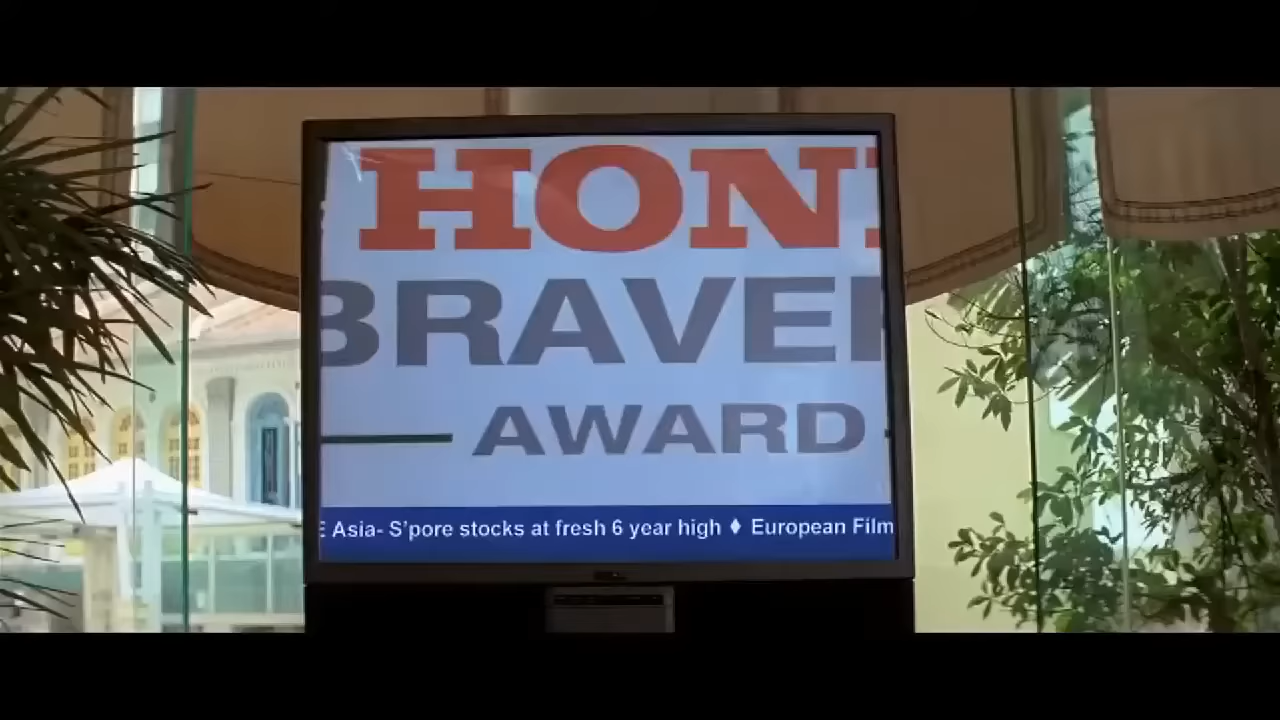 HON
BRAVE
AWARD
Asia- S'pore stocks at fresh 6 year high ♦ European Film